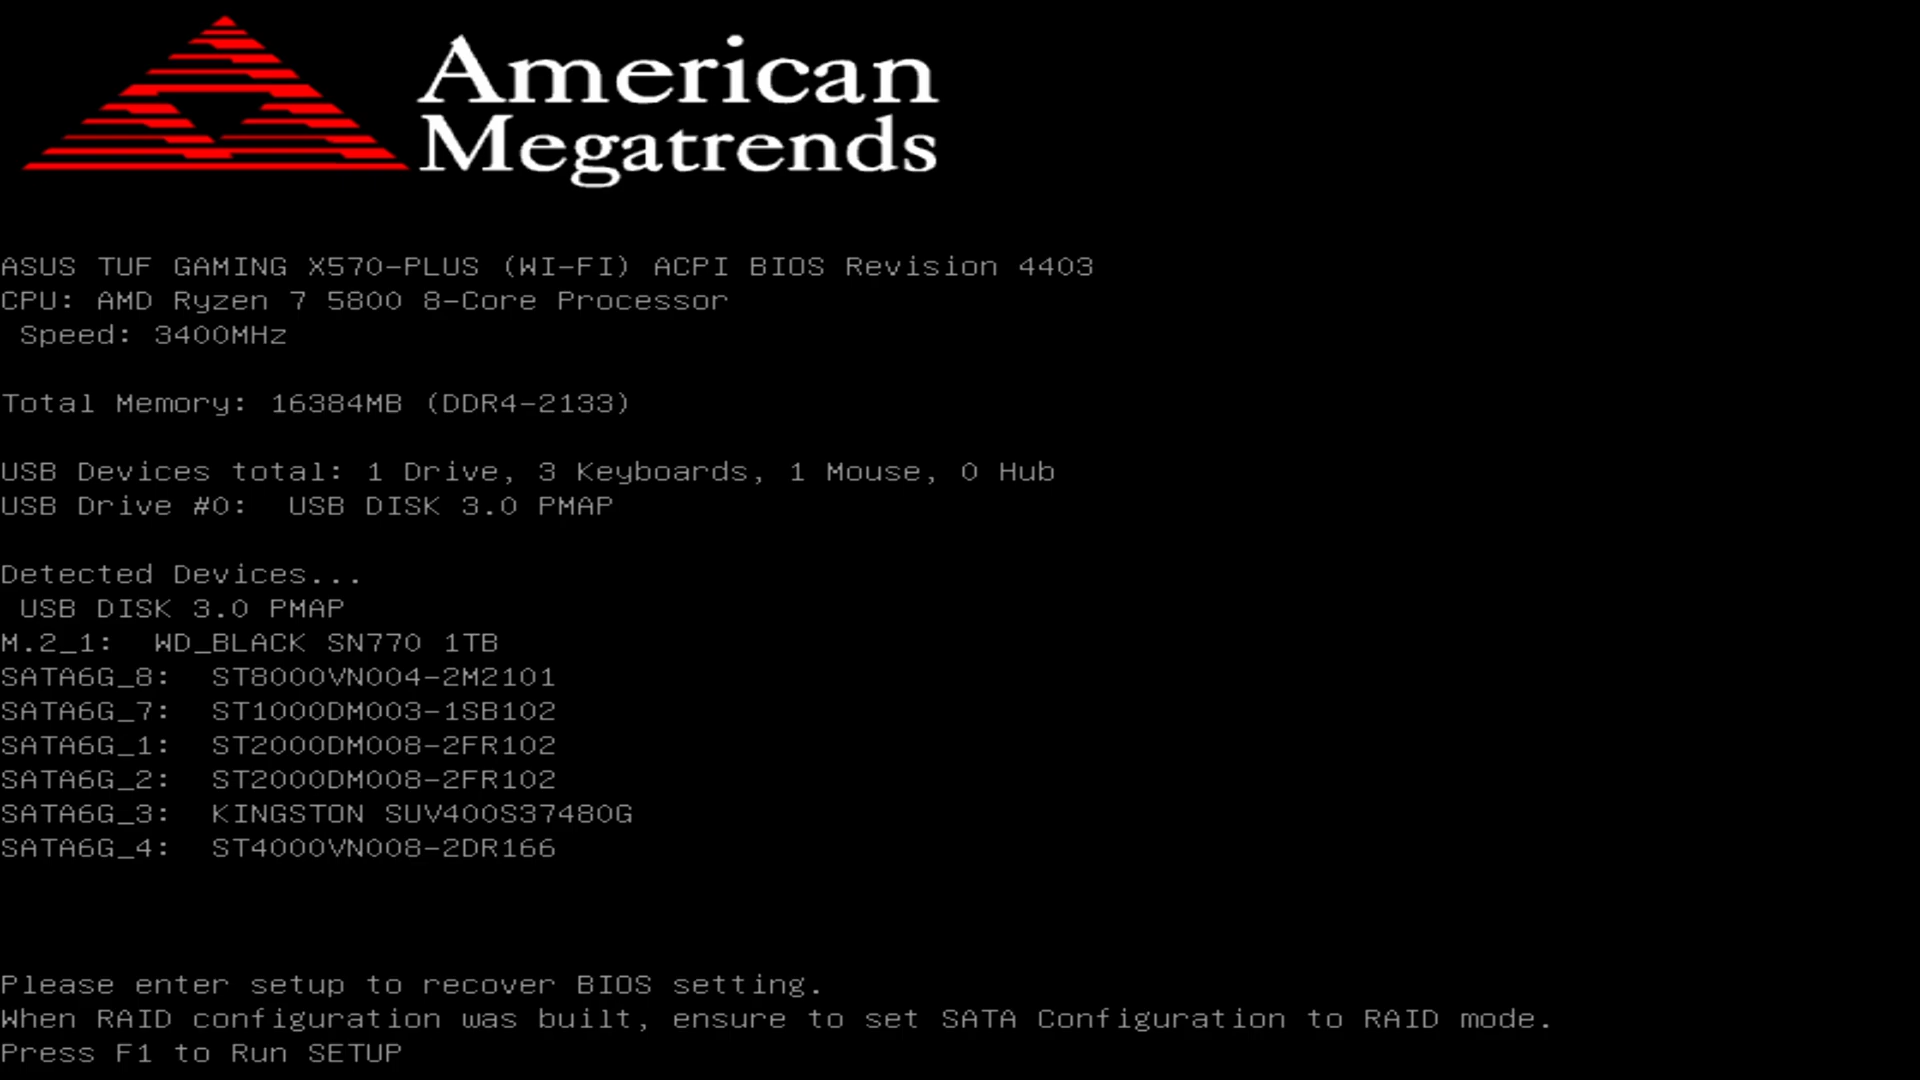 American
Megatrends
ASUS TUF GAMING X570-PLUS (WI-FI) ACPI BIOS Revision 4403
CPU: AMD Ryzen 7 5800 8-Core Processor
Speed: 3400MHz
Total Memory: 16384MB (DDR4-2133)
USB Devices total: 1 Drive, 3 Keyboards, 1 Mouse, 0 Hub
USB Drive #0:  USB DISK 3.0 PMAP
Detected Devices...
USB DISK 3.0 PMAP
M.2_1:  WD_BLACK SN770 1TB
SATA6G_8:  ST8000VN004-2M2101
SATA6G_7:  ST1000DM003-1SB102
SATA6G_1:  ST2000DM008-2FR102
SATA6G_2:  ST2000DM008-2FR102
SATA6G_3:  KINGSTON SUV400S37480G
SATA6G_4:  ST4000VN008-2DR166
Please enter setup to recover BIOS setting.
When RAID configuration was built, ensure to set SATA Configuration to RAID mode.
Press F1 to Run SETUP